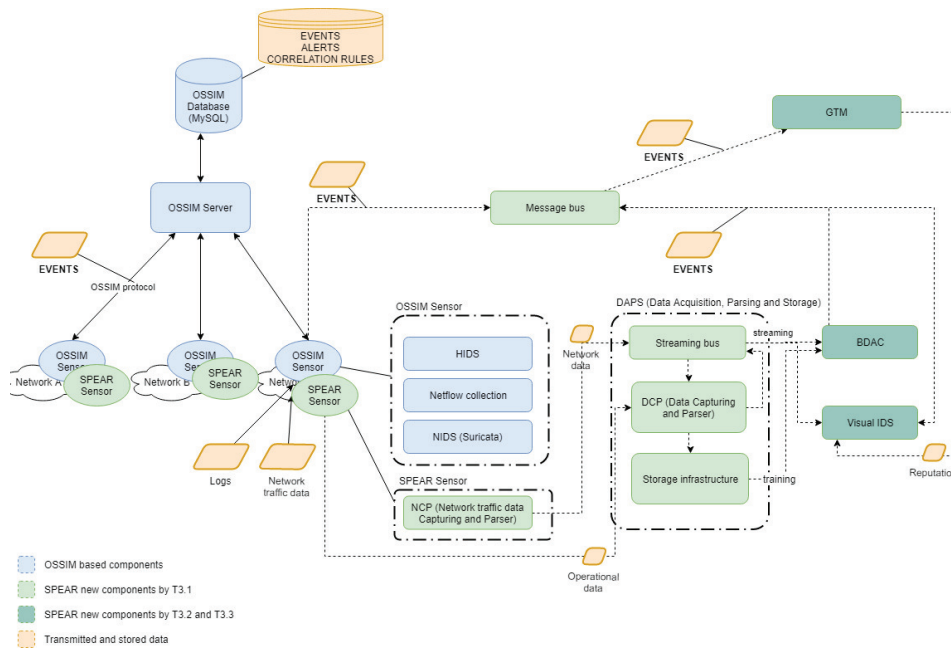 EVENTS
ALERTS
CORRELATION RULES
OSSIM
Database
(MySQL)
GTM
EVENTS
EVENTS
OSSIM Server
Message bus
EVENTS
EVENTS
OSSIM protocol
OSSIM Sensor
DAPS (Data Acquisition, Parsing and Storage)
streaming
OSSIM
Sensor
Network A
SPEAR
Sensor
OSSIM
Sensor
Network B
SPEAR
Sensor
OSSIM
Sensor
Network
SPEAR
Sensor
HIDS
Netflow collection
NIDS (Suricata)
Network
data
Streaming bus
BDAC
DCP (Data Capturing
and Parser)
Visual IDS
Storage infrastructure
training
Reputation
Logs
Network
traffic data
SPEAR Sensor
NCP (Network traffic data
Capturing and Parser)
Operational
data
OSSIM based components
SPEAR new components by T3.1
SPEAR new components by T3.2 and T3.3
Transmitted and stored data